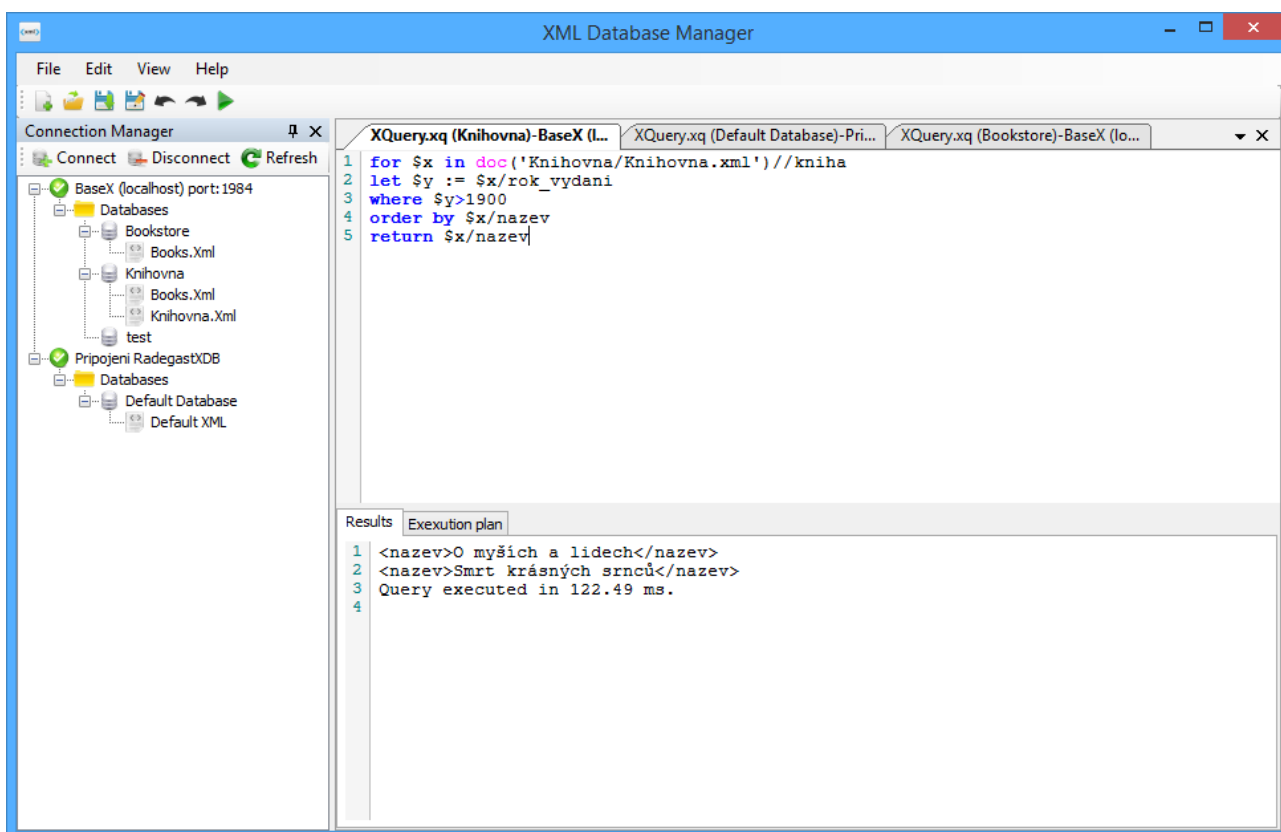 XML Database Manager
File Edit View Help
Connection Manager
Connect Disconnect Refresh
BaseX (localhost) port: 1984
Databases
Bookstore
Books.Xml
Knihovna
Books.Xml
Knihovna.Xml
test
Pripojeni RadegastXDB
Databases
Default Database
Default XML
XQuery.xq (Knihovna)-BaseX (l... XQuery.xq (Default Database)-Pri... XQuery.xq (Bookstore)-BaseX (lo...
1 for $x in doc('Knihovna/Knihovna.xml')//kniha
2 let $y := $x/rok_vydani
3 where $y>1900
4 order by $x/nazev
5 return $x/nazev
Results Exexution plan
1 <nazev>O myších a lidech</nazev>
2 <nazev>Smrt krásných srnců</nazev>
3 Query executed in 122.49 ms.
4